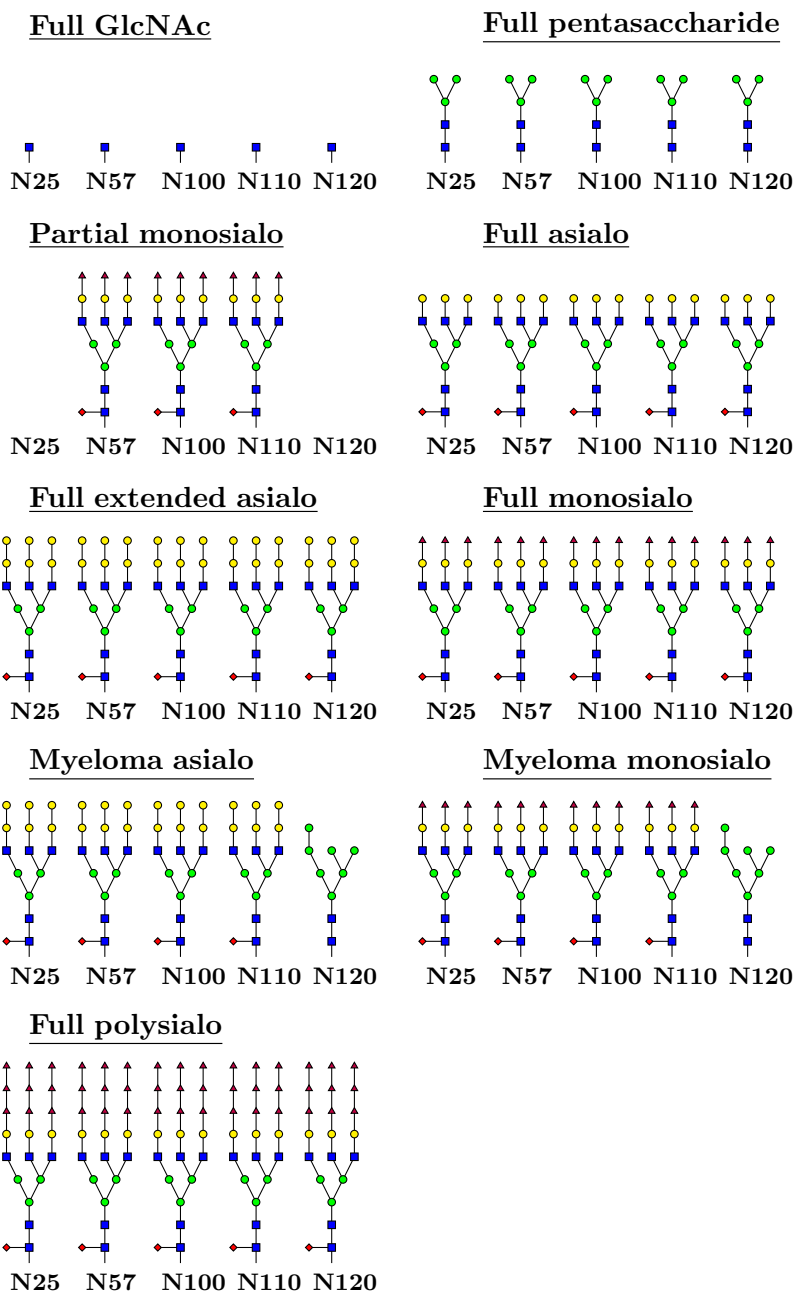 Full GlcNAc
N25 N57 N100 N110 N120
Full pentasaccharide
N25 N57 N100 N110 N120
Partial monosialo
N25 N57 N100 N110 N120
Full asialo
N25 N57 N100 N110 N120
Full extended asialo
N25 N57 N100 N110 N120
Full monosialo
N25 N57 N100 N110 N120
Myeloma asialo
N25 N57 N100 N110 N120
Myeloma monosialo
N25 N57 N100 N110 N120
Full polysialo
N25 N57 N100 N110 N120